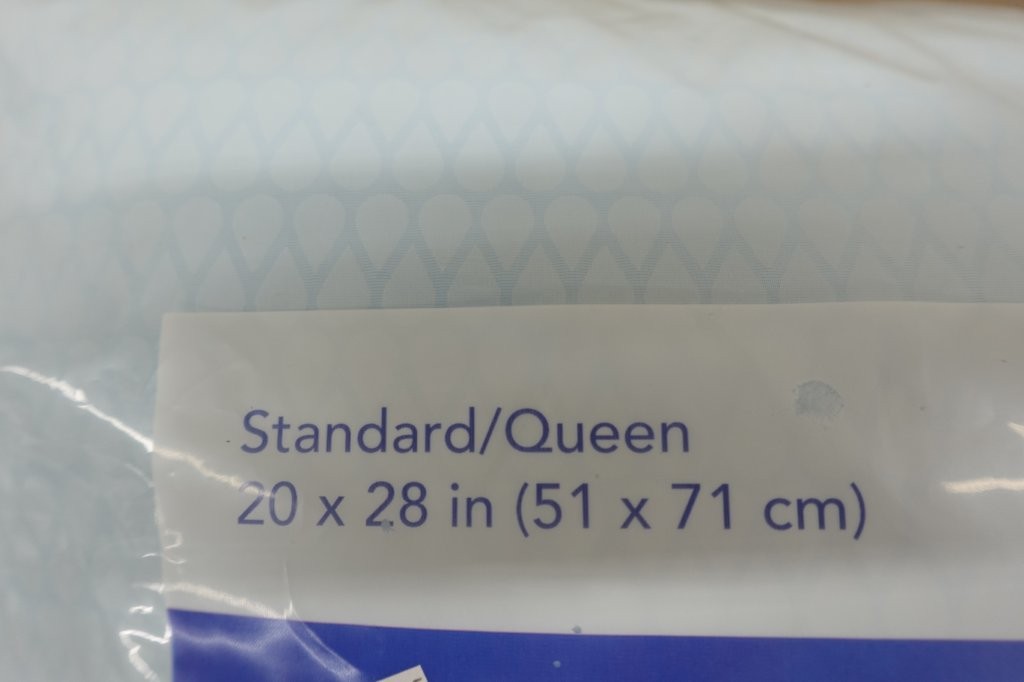 Standard/Queen
20 x 28 in (51 x 71 cm)